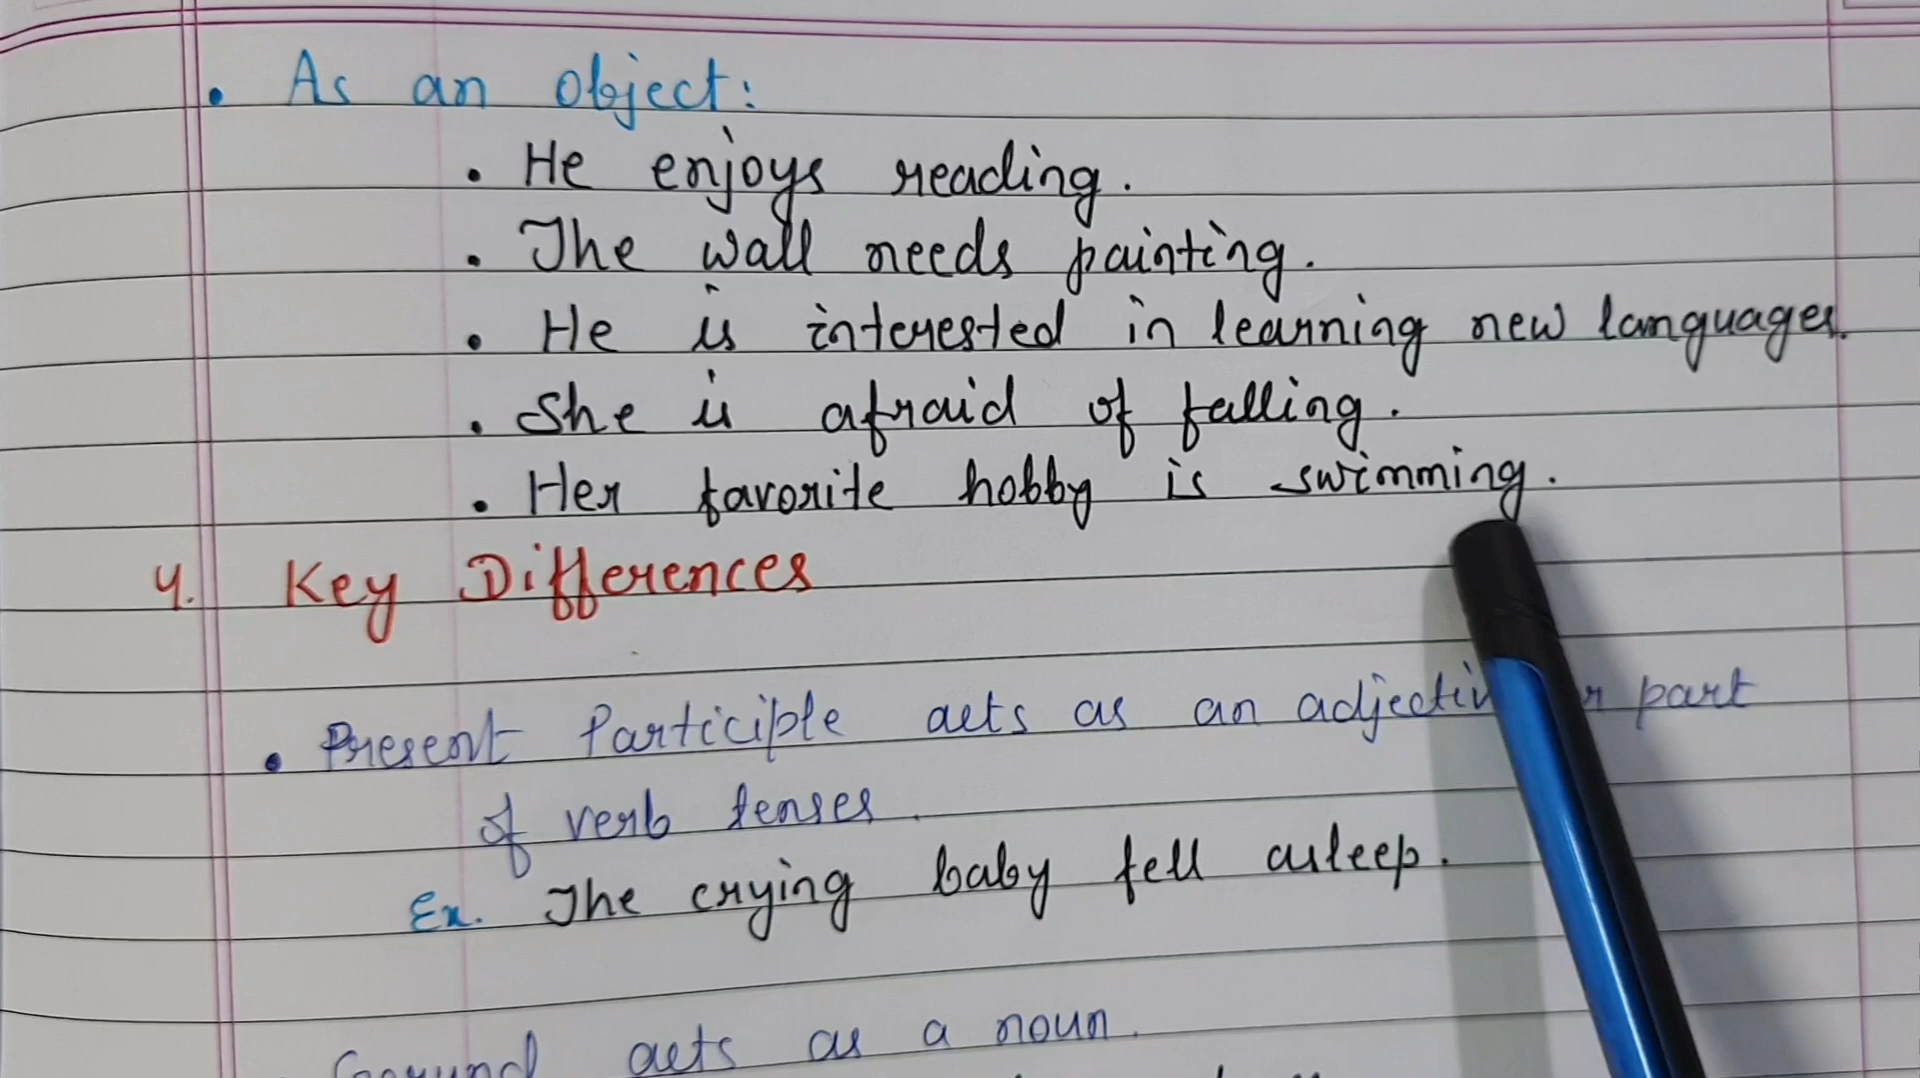 • As an object:
• He enjoys reading.
• The wall needs painting.
• He is interested in learning new languages.
• She is afraid of falling.
• Her favorite hobby is swimming.
4. Key Differences
• Present Participle acts as an part
of verb tenses.
Ex. The crying baby fell asleep.
Gerund acts as a noun.